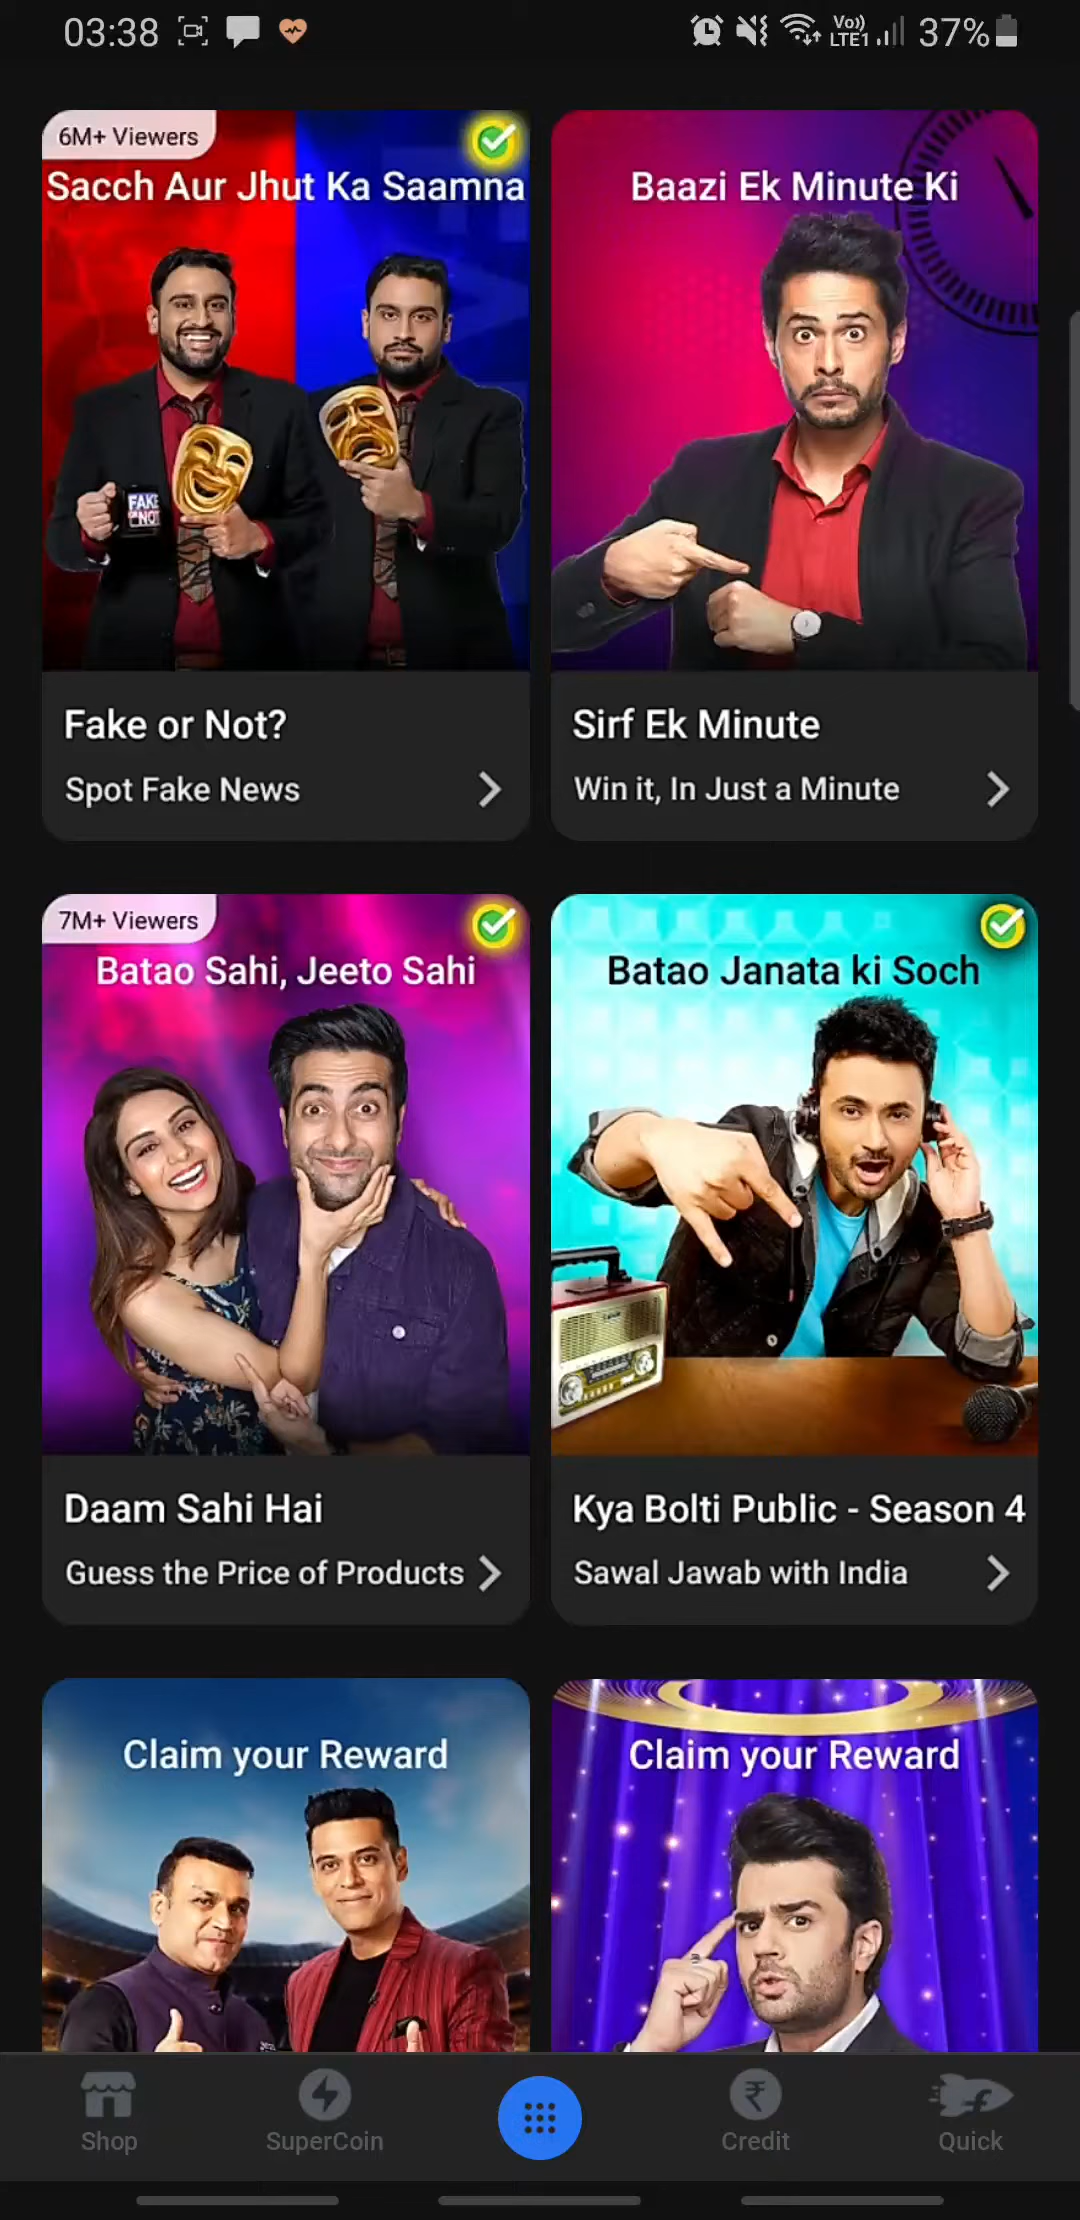 03:38
Vo))
LTE1
37%
6M+ Viewers
Sacch Aur Jhut Ka Saamna
FAKE
OR NOT
Fake or Not?
Spot Fake News
Baazi Ek Minute Ki
Sirf Ek Minute
Win it, In Just a Minute
7M+ Viewers
Batao Sahi, Jeeto Sahi
Daam Sahi Hai
Guess the Price of Products
Batao Janata ki Soch
Kya Bolti Public - Season 4
Sawal Jawab with India
Claim your Reward
Claim your Reward
Shop
SuperCoin
Credit
Quick